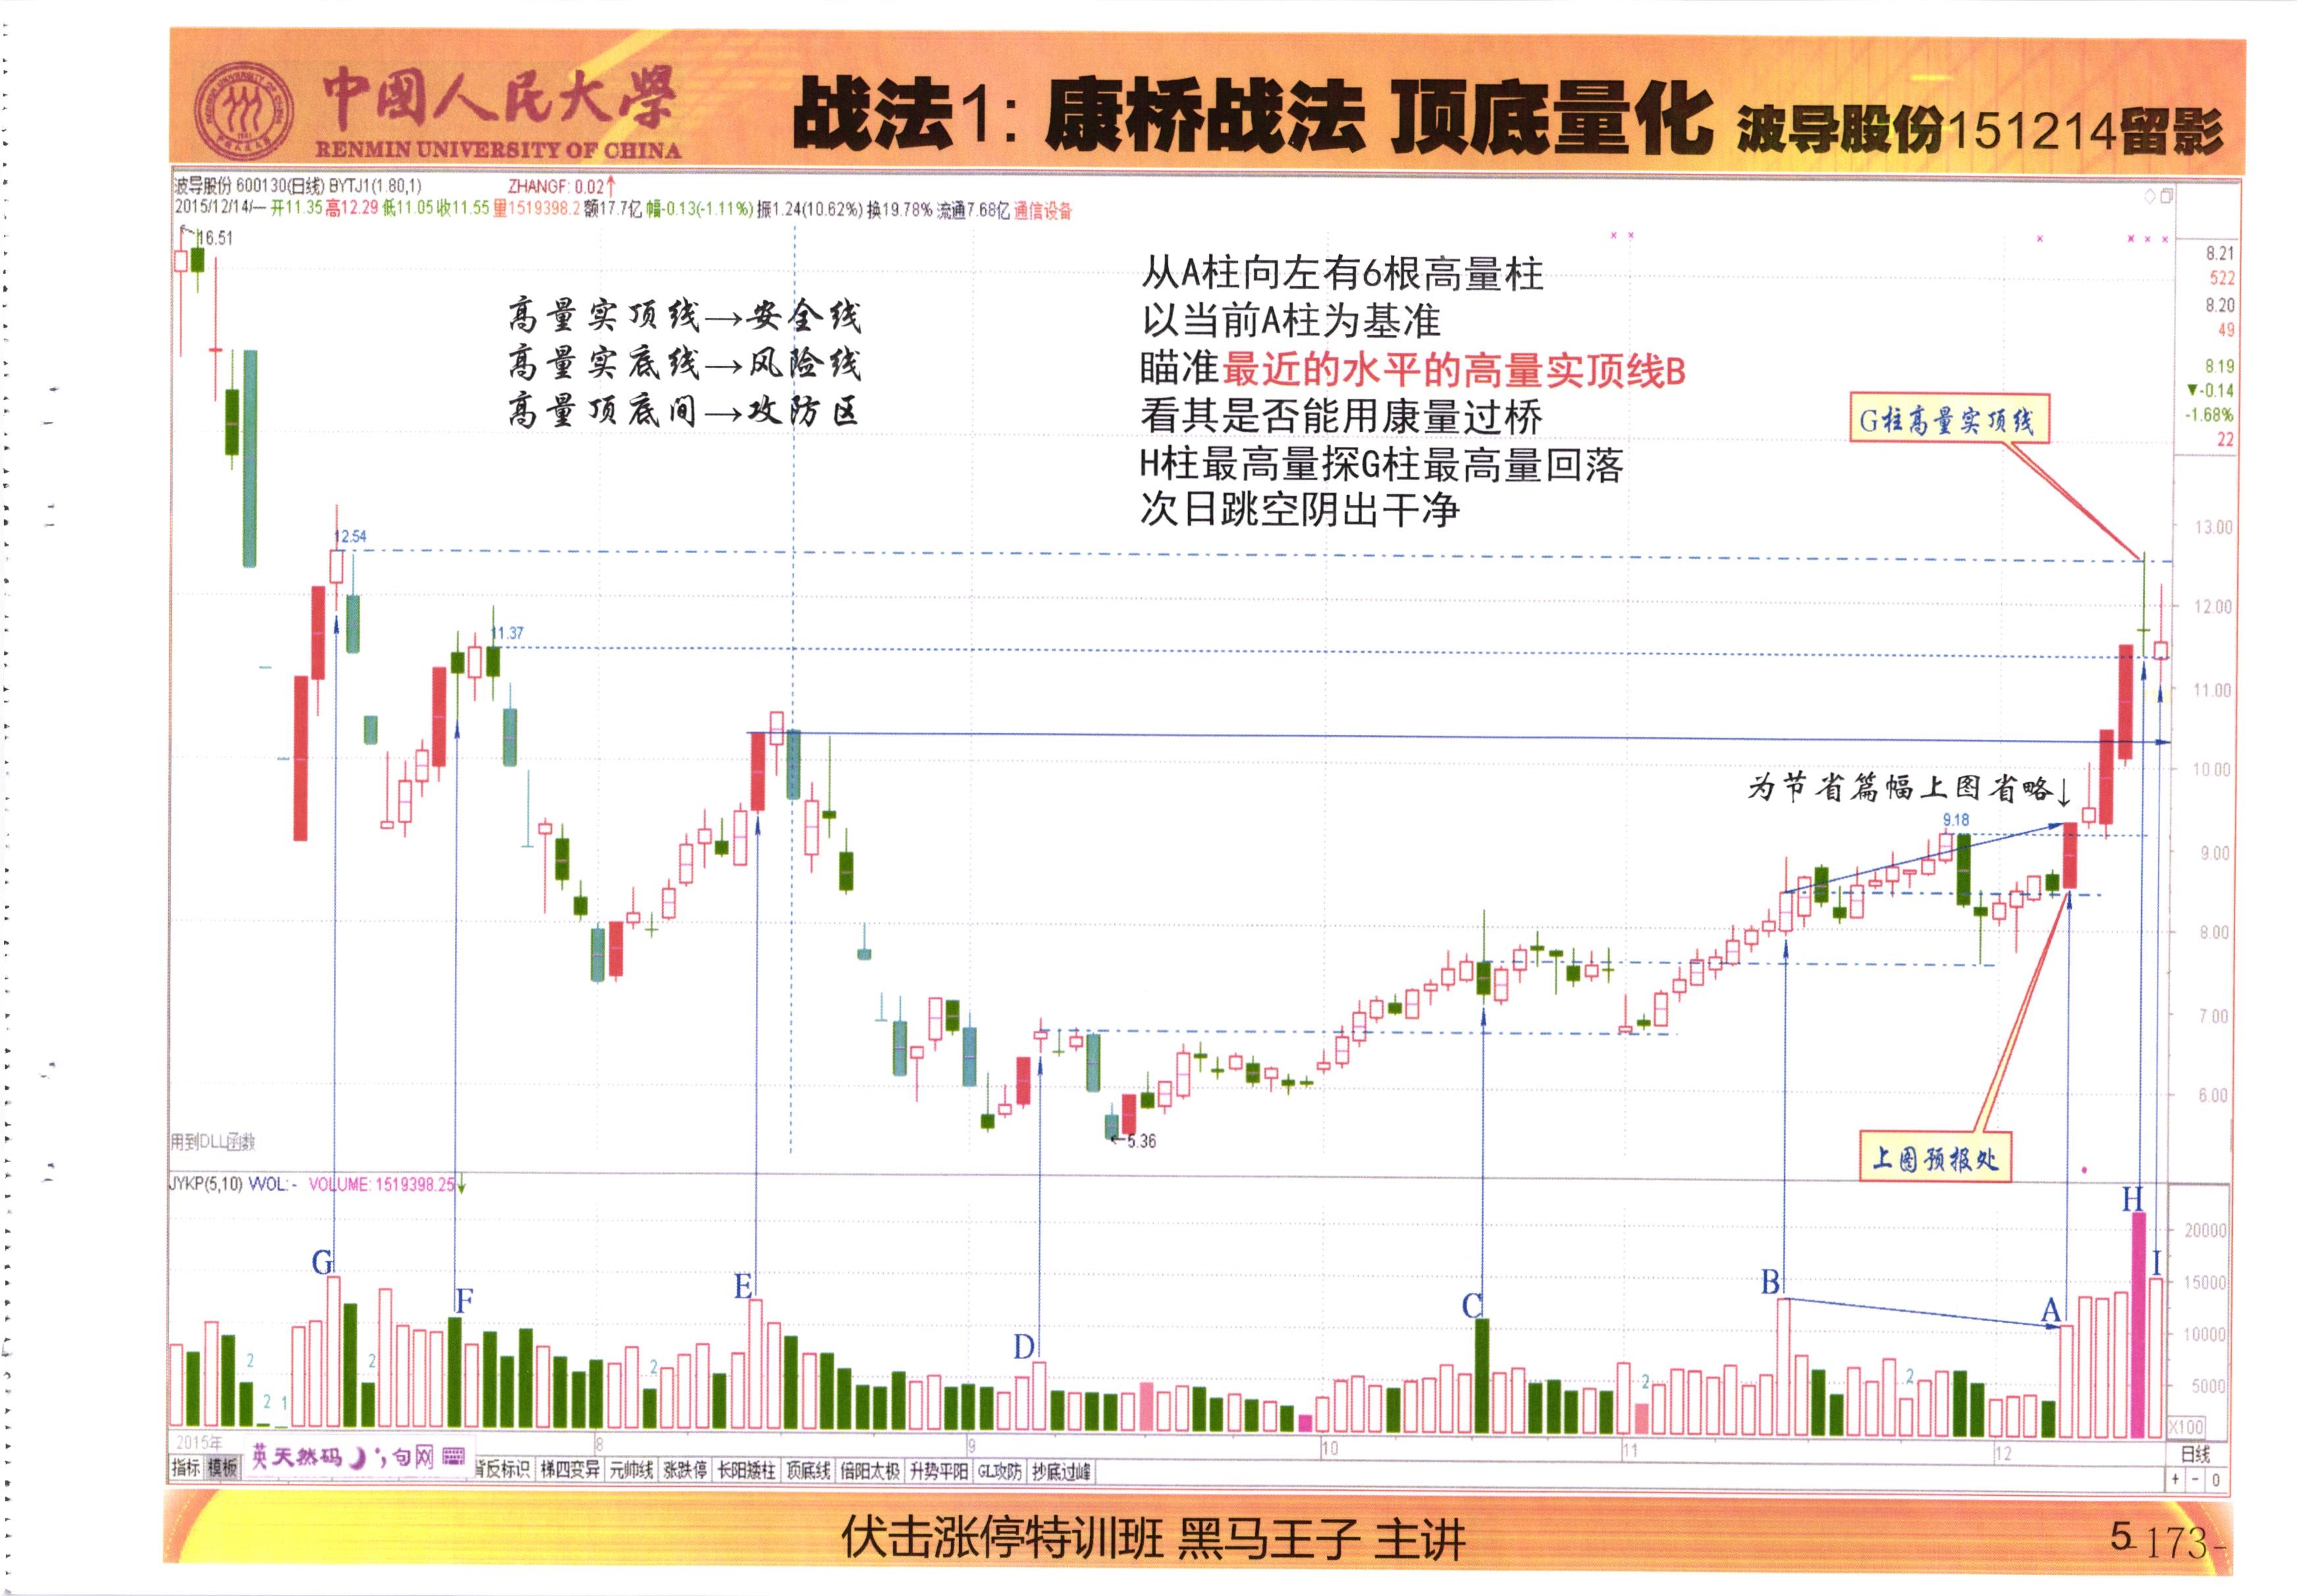 中國人民大學
RENMIN UNIVERSITY OF CHINA
战法1: 康桥战法 顶底量化 波导股份151214留影
波导股份 600130(日线) BYTJ1(1.80,1) ZHANGF: 0.02↑
2015/12/14/一 开11.35 高12.29 低11.05 收11.55 量1519398.2 额17.7亿 幅-0.13(-1.11%) 振1.24(10.62%) 换19.78% 流通7.68亿 通信设备
16.51
高量实顶线→安全线
高量实底线→风险线
高量顶底间→攻防区
从A柱向左有6根高量柱
以当前A柱为基准
瞄准最近的水平的高量实顶线B
看其是否能用康量过桥
H柱最高量探G柱最高量回落
次日跳空阴出干净
8.21
522
8.20
49
8.19
▼-0.14
-1.68%
22
G柱高量实顶线
12.54
11.37
13.00
12.00
11.00
10.00
9.00
8.00
7.00
6.00
为节省篇幅上图省略↓
9.18
←5.36
上图预报处
用到DLL函数
JYKP(5,10) VVOL:- VOLUME: 1519398.25↓
G
F
E
D
C
B
A
H
I
2
2
1
2
2
2
2
20000
15000
10000
5000
X100
2015年
8
9
10
11
12
日线
英天然码 句网
指标 模板 背反标识 梯四变异 元帅线 涨跌停 长阳矮柱 顶底线 倍阳太极 升势平阳 GL攻防 抄底过峰
+ - 0
伏击涨停特训班 黑马王子 主讲
5
-173-